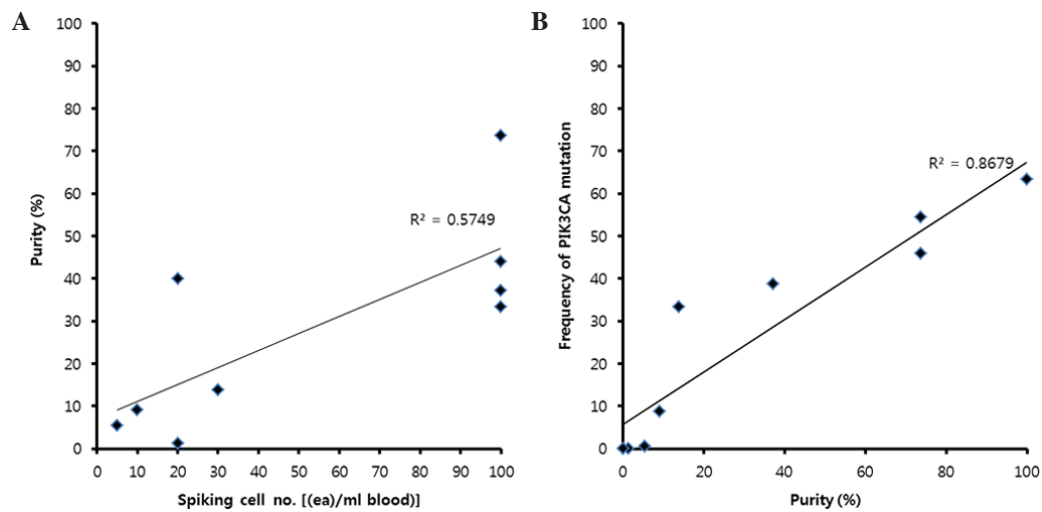 A
100
90
80
70
60
50
40
30
20
10
0
Purity (%)
R² = 0.5749
0 10 20 30 40 50 60 70 80 90 100
Spiking cell no. [(ea)/ml blood)]
B
100
90
80
70
60
50
40
30
20
10
0
Frequency of PIK3CA mutation
R² = 0.8679
0 20 40 60 80 100
Purity (%)